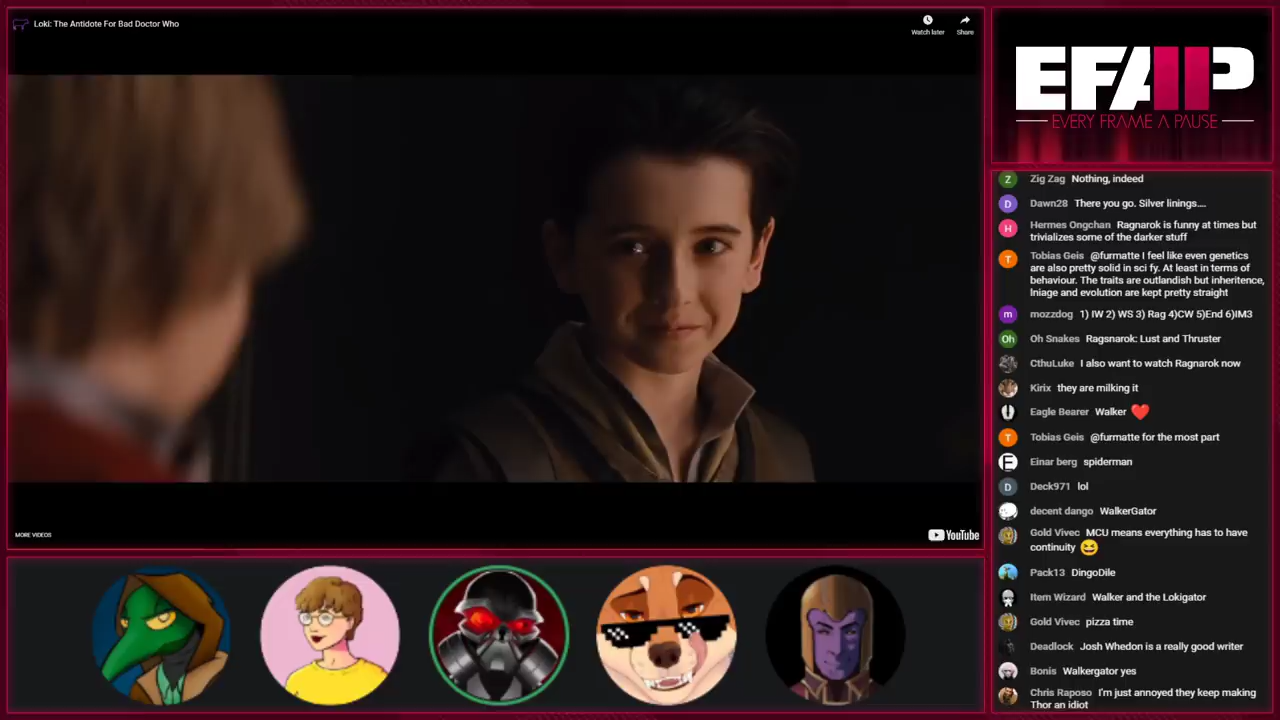 Loki: The Antidote For Bad Doctor Who
Watch later
Share
MORE VIDEOS
YouTube
EFAP
EVERY FRAME A PAUSE
Z
Zig Zag Nothing, indeed
D
Dawn28 There you go. Silver linings....
H
Hermes Ongchan Ragnarok is funny at times but
trivializes some of the darker stuff
T
Tobias Geis @furmatte I feel like even genetics
are also pretty solid in sci fy. At least in terms of
behaviour. The traits are outlandish but inheritence,
lniage and evolution are kept pretty straight
m
mozzdog 1) IW 2) WS 3) Rag 4)CW 5)End 6)IM3
Oh
Oh Snakes Ragsnarok: Lust and Thruster
CthuLuke I also want to watch Ragnarok now
Kirix they are milking it
Eagle Bearer Walker ❤️
T
Tobias Geis @furmatte for the most part
Einar berg spiderman
D
Deck971 lol
decent dango WalkerGator
Gold Vivec MCU means everything has to have
continuity 😆
Pack13 DingoDile
Item Wizard Walker and the Lokigator
Gold Vivec pizza time
Deadlock Josh Whedon is a really good writer
Bonis Walkergator yes
Chris Raposo I'm just annoyed they keep making
Thor an idiot